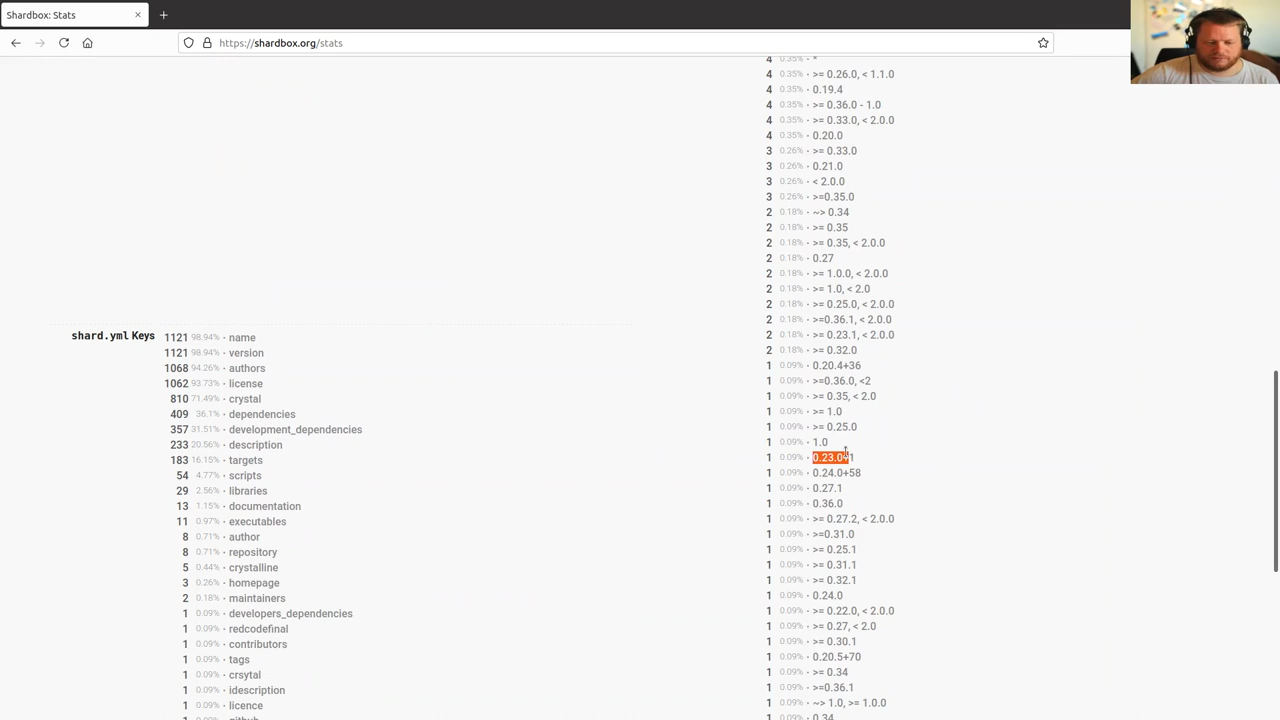 Shardbox: Stats
https://shardbox.org/stats
shard.yml Keys
1121 98.94% · name
1121 98.94% · version
1068 94.26% · authors
1062 93.73% · license
810 71.49% · crystal
409 36.1% · dependencies
357 31.51% · development_dependencies
233 20.56% · description
183 16.15% · targets
54 4.77% · scripts
29 2.56% · libraries
13 1.15% · documentation
11 0.97% · executables
8 0.71% · author
8 0.71% · repository
5 0.44% · crystalline
3 0.26% · homepage
2 0.18% · maintainers
1 0.09% · developers_dependencies
1 0.09% · redcodefinal
1 0.09% · contributors
1 0.09% · tags
1 0.09% · crsytal
1 0.09% · idescription
1 0.09% · licence
1 0.09% · github
4 0.35% · *
4 0.35% · >= 0.26.0, < 1.1.0
4 0.35% · 0.19.4
4 0.35% · >= 0.36.0 - 1.0
4 0.35% · >= 0.33.0, < 2.0.0
4 0.35% · 0.20.0
3 0.26% · >= 0.33.0
3 0.26% · 0.21.0
3 0.26% · < 2.0.0
3 0.26% · >=0.35.0
2 0.18% · ~> 0.34
2 0.18% · >= 0.35
2 0.18% · >= 0.35, < 2.0.0
2 0.18% · 0.27
2 0.18% · >= 1.0.0, < 2.0.0
2 0.18% · >= 1.0, < 2.0
2 0.18% · >= 0.25.0, < 2.0.0
2 0.18% · >=0.36.1, < 2.0.0
2 0.18% · >= 0.23.1, < 2.0.0
2 0.18% · >= 0.32.0
1 0.09% · 0.20.4+36
1 0.09% · >=0.36.0, <2
1 0.09% · >= 0.35, < 2.0
1 0.09% · >= 1.0
1 0.09% · >= 0.25.0
1 0.09% · 1.0
1 0.09% · 0.23.0+1
1 0.09% · 0.24.0+58
1 0.09% · 0.27.1
1 0.09% · 0.36.0
1 0.09% · >= 0.27.2, < 2.0.0
1 0.09% · >=0.31.0
1 0.09% · >= 0.25.1
1 0.09% · >= 0.31.1
1 0.09% · >= 0.32.1
1 0.09% · 0.24.0
1 0.09% · >= 0.22.0, < 2.0.0
1 0.09% · >= 0.27, < 2.0
1 0.09% · >= 0.30.1
1 0.09% · 0.20.5+70
1 0.09% · >= 0.34
1 0.09% · >=0.36.1
1 0.09% · ~> 1.0, >= 1.0.0
1 0.09% · 0.34